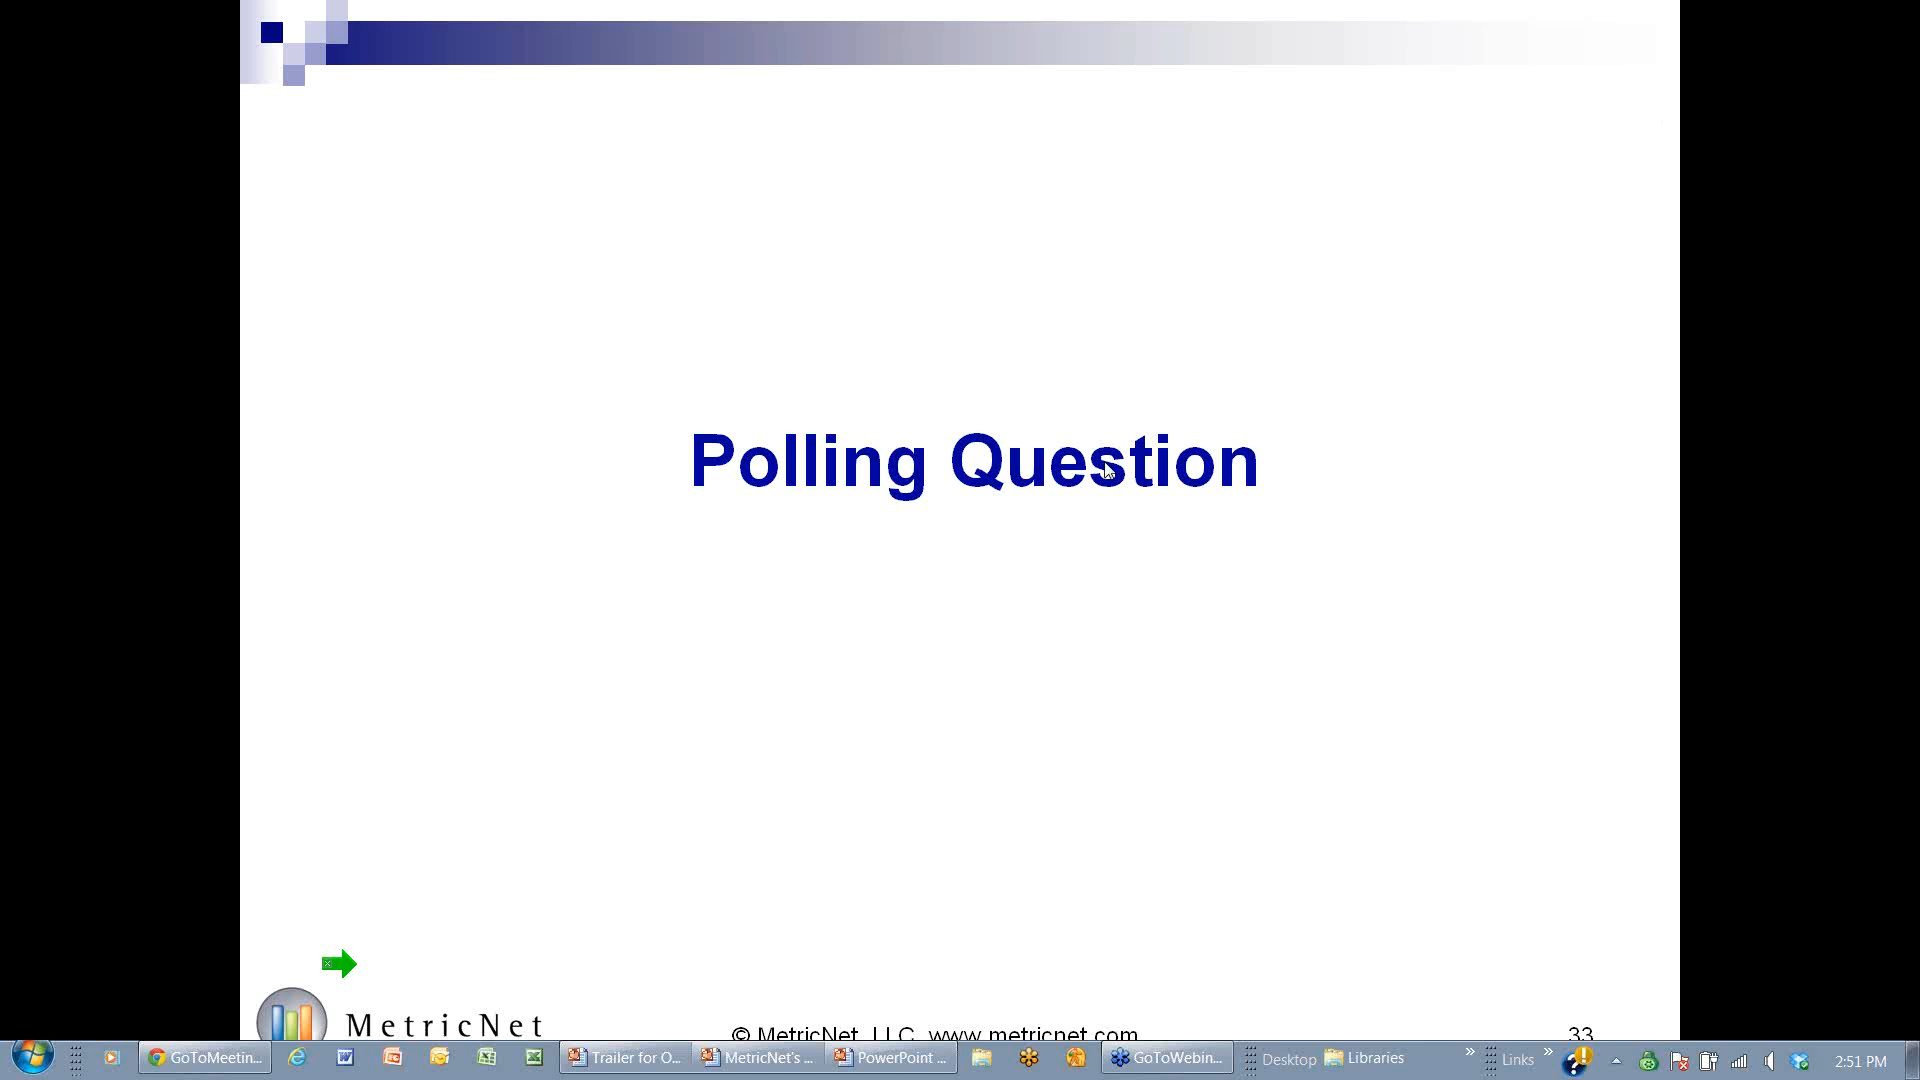 Polling Question
MetricNet
© MetricNet, LLC, www.metricnet.com
33
GoToMeetin...
Trailer for O...
MetricNet's ...
PowerPoint ...
GoToWebin...
Desktop
Libraries
»
Links
»
2:51 PM